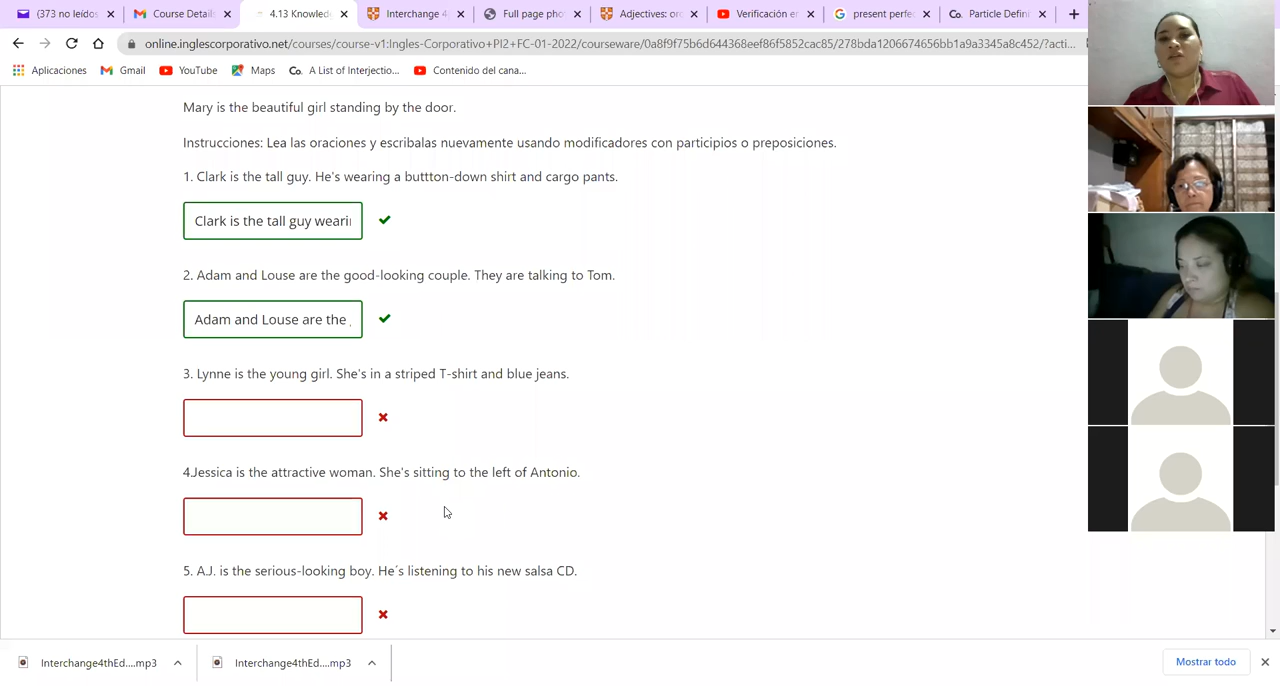 (373 no leídos
Course Details
4.13 Knowled
Interchange 4
Full page pho
Adjectives: or
Verificación e
present perfe
Particle Defin
online.inglescorporativo.net/courses/course-v1:Ingles-Corporativo+PI2+FC-01-2022/courseware/0a8f9f75b6d644368eef86f5852cac85/278bda1206674656bb1a9a3345a8c452/?acti...
Aplicaciones
Gmail
YouTube
Maps
Co. A List of Interjectio...
Contenido del cana...
Mary is the beautiful girl standing by the door.
Instrucciones: Lea las oraciones y escribalas nuevamente usando modificadores con participios o preposiciones.
1. Clark is the tall guy. He's wearing a buttton-down shirt and cargo pants.
Clark is the tall guy weari
2. Adam and Louse are the good-looking couple. They are talking to Tom.
Adam and Louse are the
3. Lynne is the young girl. She's in a striped T-shirt and blue jeans.
4.Jessica is the attractive woman. She's sitting to the left of Antonio.
5. A.J. is the serious-looking boy. He´s listening to his new salsa CD.
Interchange4thEd....mp3
Interchange4thEd....mp3
Mostrar todo